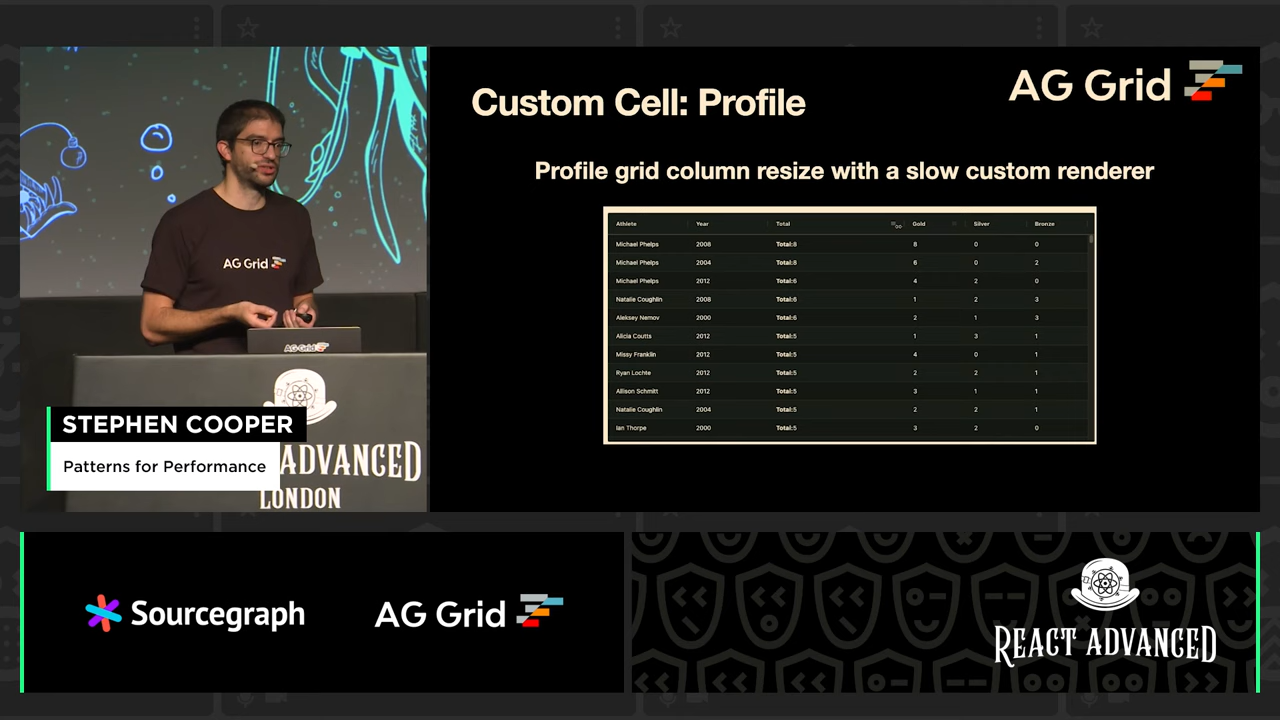 AG Grid
AG Grid
STEPHEN COOPER
Patterns for Performance
ADVANCED
LONDON
Custom Cell: Profile
AG Grid
Profile grid column resize with a slow custom renderer
Athlete Year Total Gold Silver Bronze
Michael Phelps 2008 Total:8 8 0 0
Michael Phelps 2004 Total:8 6 0 2
Michael Phelps 2012 Total:6 4 2 0
Natalie Coughlin 2008 Total:6 1 2 3
Aleksey Nemov 2000 Total:6 2 1 3
Alicia Coutts 2012 Total:5 1 3 1
Missy Franklin 2012 Total:5 4 0 1
Ryan Lochte 2012 Total:5 2 2 1
Allison Schmitt 2012 Total:5 3 1 1
Natalie Coughlin 2004 Total:5 2 2 1
Ian Thorpe 2000 Total:5 3 2 0
Sourcegraph
AG Grid
REACT ADVANCED